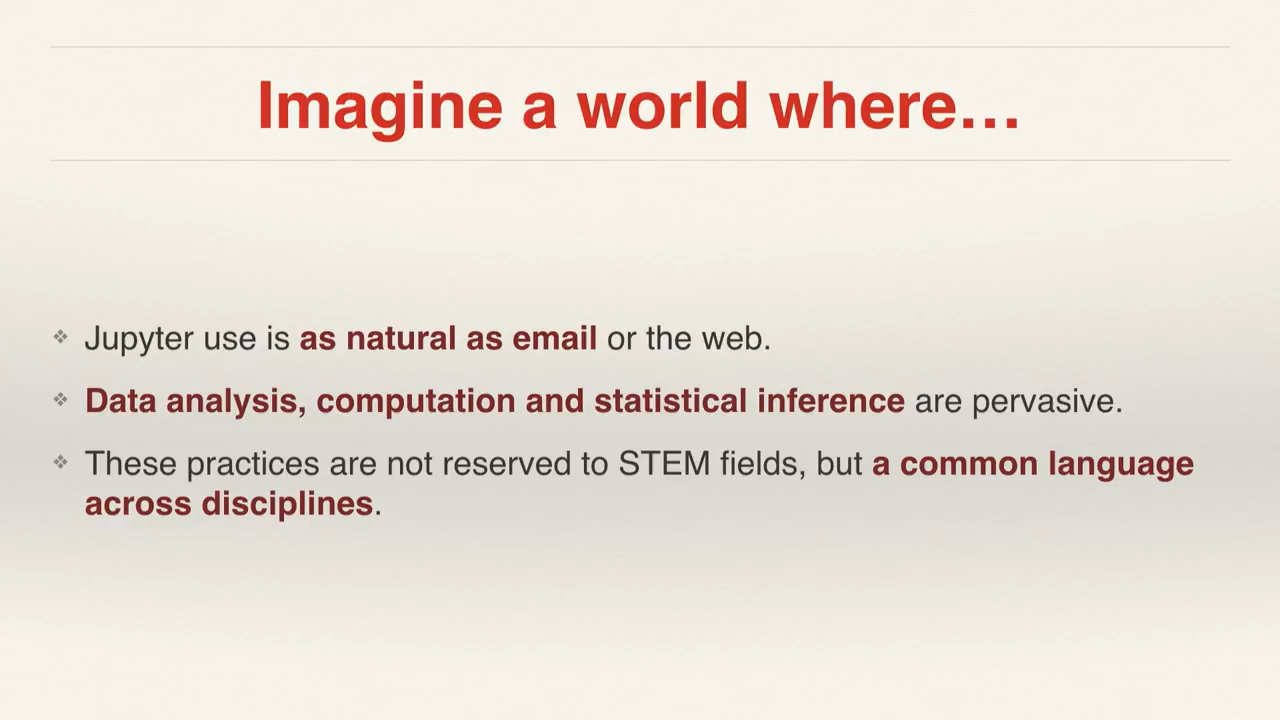 Imagine a world where…
Jupyter use is as natural as email or the web.
Data analysis, computation and statistical inference are pervasive.
These practices are not reserved to STEM fields, but a common language
across disciplines.